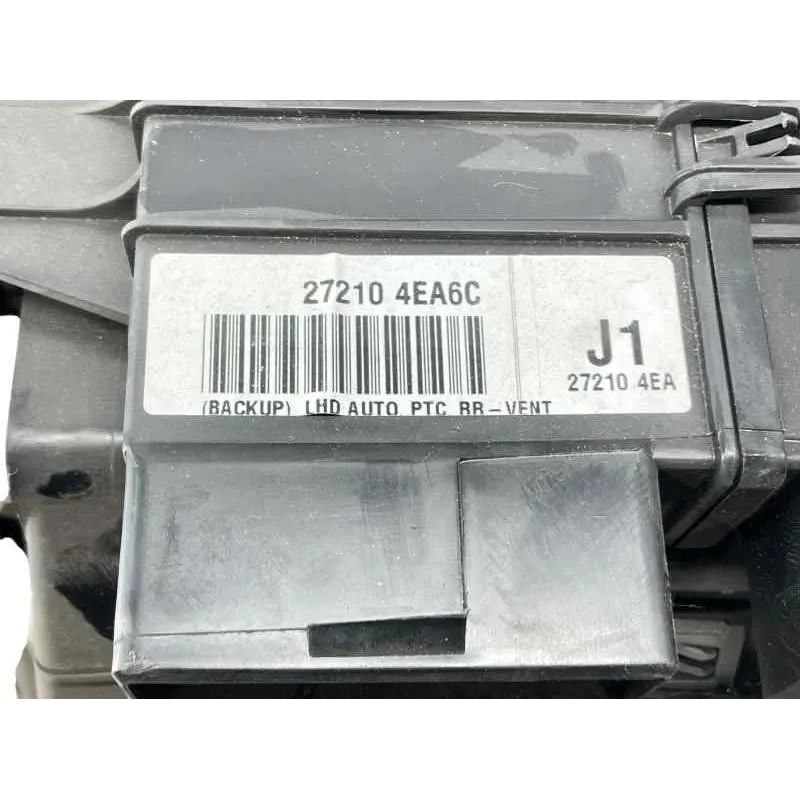 27210 4EA6C
J1
27210 4EA
(BACKUP) LHD AUTO PTC RR-VENT